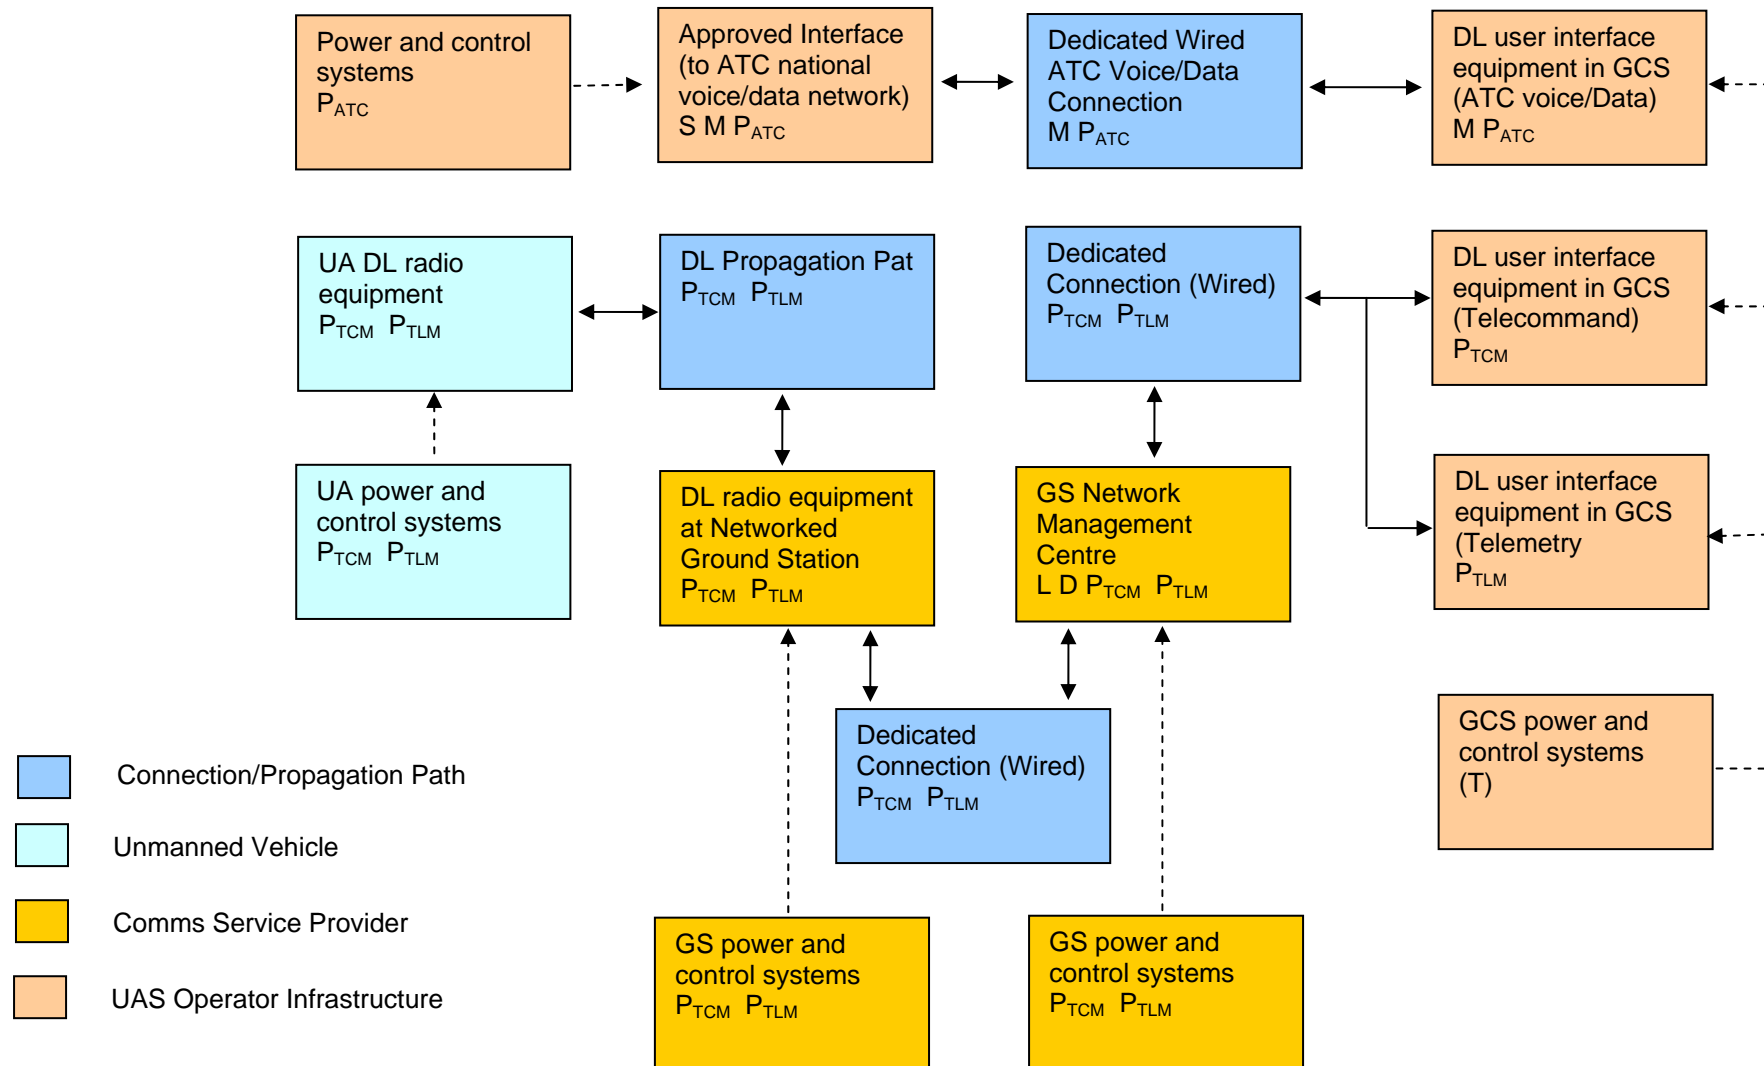 Power and control
systems
PATC
Approved Interface
(to ATC national
voice/data network)
S M PATC
Dedicated Wired
ATC Voice/Data
Connection
M PATC
DL user interface
equipment in GCS
(ATC voice/Data)
M PATC
UA DL radio
equipment
PTCM PTLM
DL Propagation Pat
PTCM PTLM
Dedicated
Connection (Wired)
PTCM PTLM
DL user interface
equipment in GCS
(Telecommand)
PTCM
UA power and
control systems
PTCM PTLM
DL radio equipment
at Networked
Ground Station
PTCM PTLM
GS Network
Management
Centre
L D PTCM PTLM
DL user interface
equipment in GCS
(Telemetry
PTLM
Dedicated
Connection (Wired)
PTCM PTLM
GCS power and
control systems
(T)
Connection/Propagation Path
Unmanned Vehicle
Comms Service Provider
UAS Operator Infrastructure
GS power and
control systems
PTCM PTLM
GS power and
control systems
PTCM PTLM